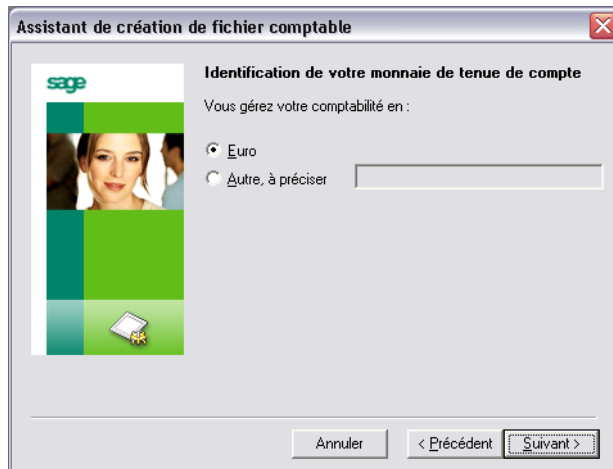 Assistant de création de fichier comptable
sage
Identification de votre monnaie de tenue de compte
Vous gérez votre comptabilité en :
Euro
Autre, à préciser
Annuler
< Précédent
Suivant >